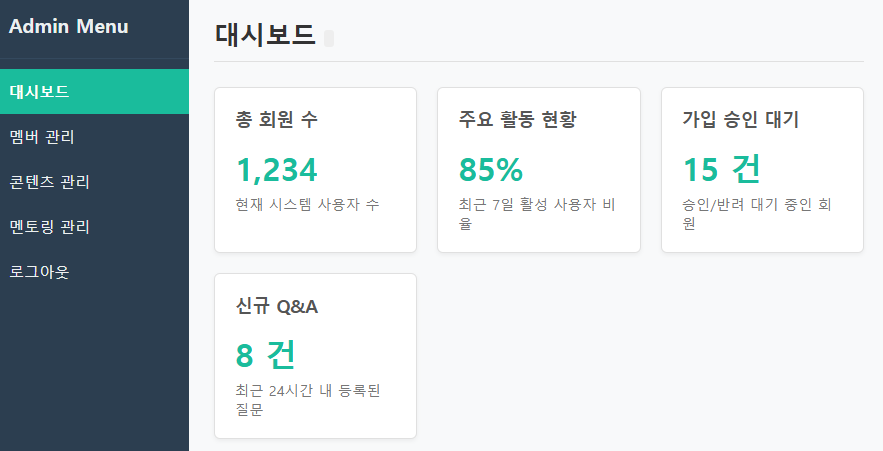 Admin Menu
대시보드
멤버 관리
콘텐츠 관리
멘토링 관리
로그아웃
대시보드
총 회원 수
1,234
현재 시스템 사용자 수
주요 활동 현황
85%
최근 7일 활성 사용자 비
율
가입 승인 대기
15 건
승인/반려 대기 중인 회
원
신규 Q&A
8 건
최근 24시간 내 등록된
질문